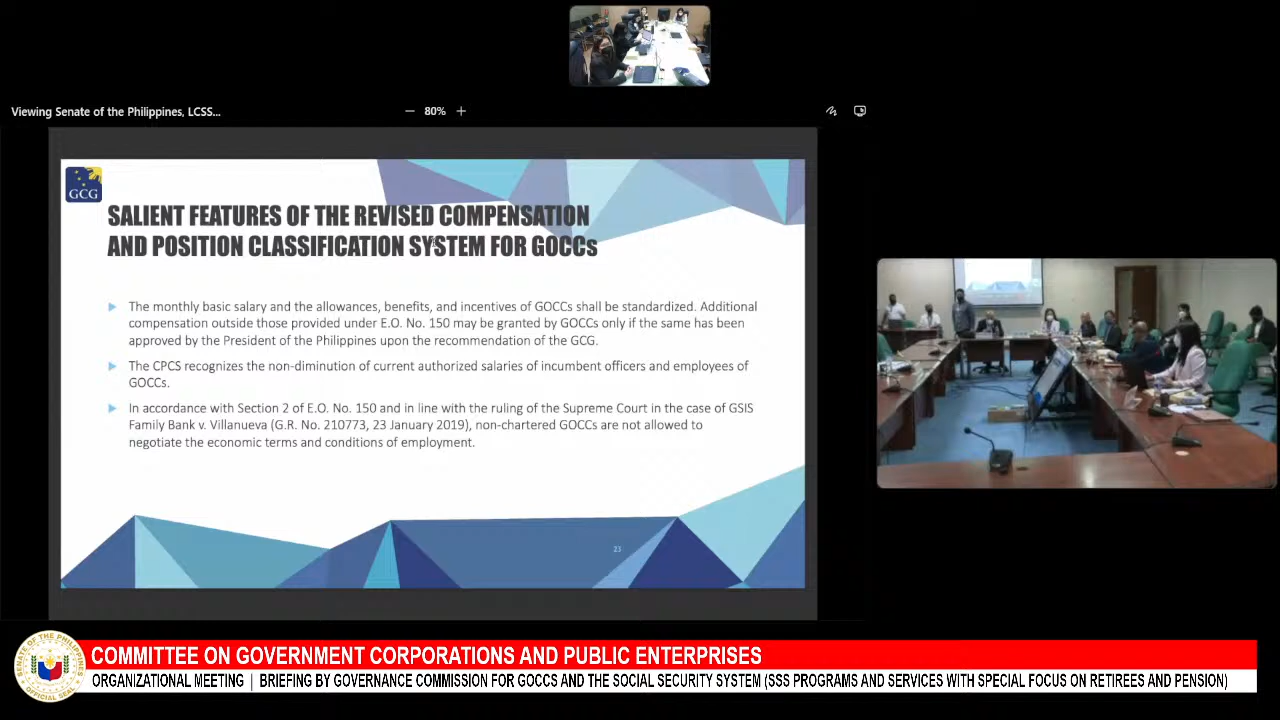 Viewing Senate of the Philippines, LCSS...
80%
GCG
SALIENT FEATURES OF THE REVISED COMPENSATION
AND POSITION CLASSIFICATION SYSTEM FOR GOCCs
The monthly basic salary and the allowances, benefits, and incentives of GOCCs shall be standardized. Additional
compensation outside those provided under E.O. No. 150 may be granted by GOCCs only if the same has been
approved by the President of the Philippines upon the recommendation of the GCG.
The CPCS recognizes the non-diminution of current authorized salaries of incumbent officers and employees of
GOCCs.
In accordance with Section 2 of E.O. No. 150 and in line with the ruling of the Supreme Court in the case of GSIS
Family Bank v. Villanueva (G.R. No. 210773, 23 January 2019), non-chartered GOCCs are not allowed to
negotiate the economic terms and conditions of employment.
23
SENATE OF THE PHILIPPINES
OFFICIAL SEAL
COMMITTEE ON GOVERNMENT CORPORATIONS AND PUBLIC ENTERPRISES
ORGANIZATIONAL MEETING | BRIEFING BY GOVERNANCE COMMISSION FOR GOCCS AND THE SOCIAL SECURITY SYSTEM (SSS PROGRAMS AND SERVICES WITH SPECIAL FOCUS ON RETIREES AND PENSION)